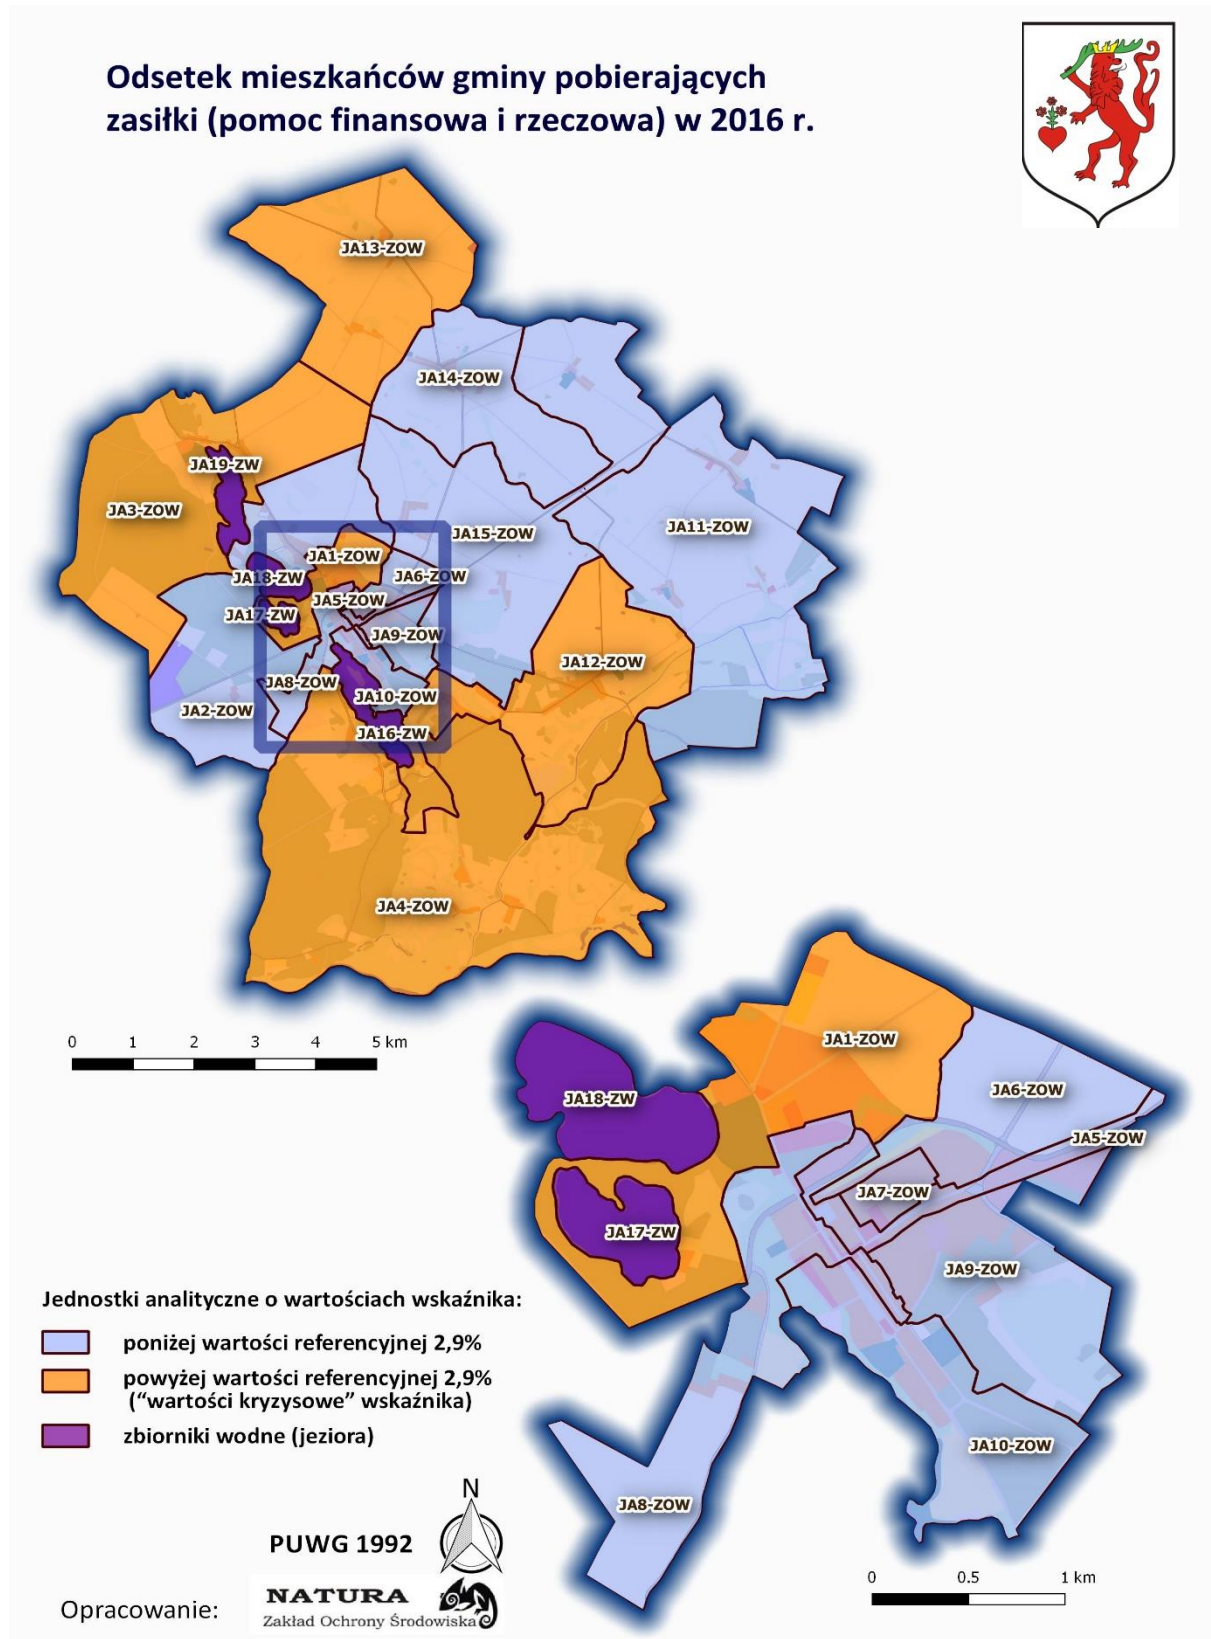 Odsetek mieszkańców gminy pobierających
zasiłki (pomoc finansowa i rzeczowa) w 2016 r.
JA13-ZOW
JA14-ZOW
JA19-ZW
JA3-ZOW
JA11-ZOW
JA15-ZOW
JA1-ZOW
JA18-ZW
JA6-ZOW
JA5-ZOW
JA17-ZW
JA9-ZOW
JA12-ZOW
JA8-ZOW
JA10-ZOW
JA2-ZOW
JA16-ZW
JA4-ZOW
0 1 2 3 4 5 km
JA1-ZOW
JA6-ZOW
JA18-ZW
JA5-ZOW
JA7-ZOW
JA17-ZW
JA9-ZOW
JA10-ZOW
JA8-ZOW
Jednostki analityczne o wartościach wskaźnika:
poniżej wartości referencyjnej 2,9%
powyżej wartości referencyjnej 2,9%
(“wartości kryzysowe” wskaźnika)
zbiorniki wodne (jeziora)
N
PUWG 1992
0 0.5 1 km
Opracowanie:
NATURA
Zakład Ochrony Środowiska